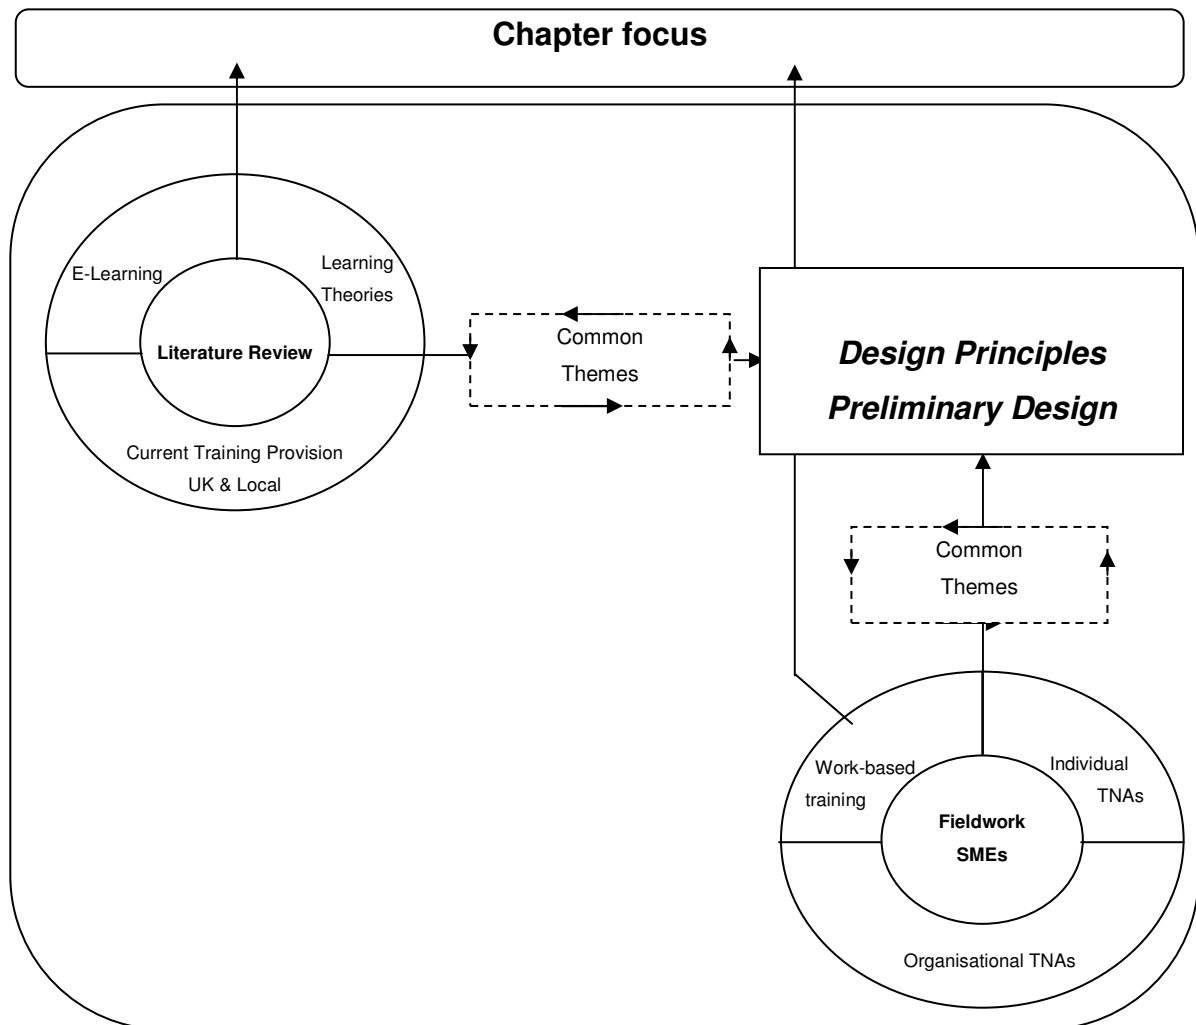 Chapter focus
E-Learning
Learning
Theories
Literature Review
Current Training Provision
UK & Local
Common
Themes
Design Principles
Preliminary Design
Common
Themes
Work-based
training
Individual
TNAs
Fieldwork
SMEs
Organisational TNAs